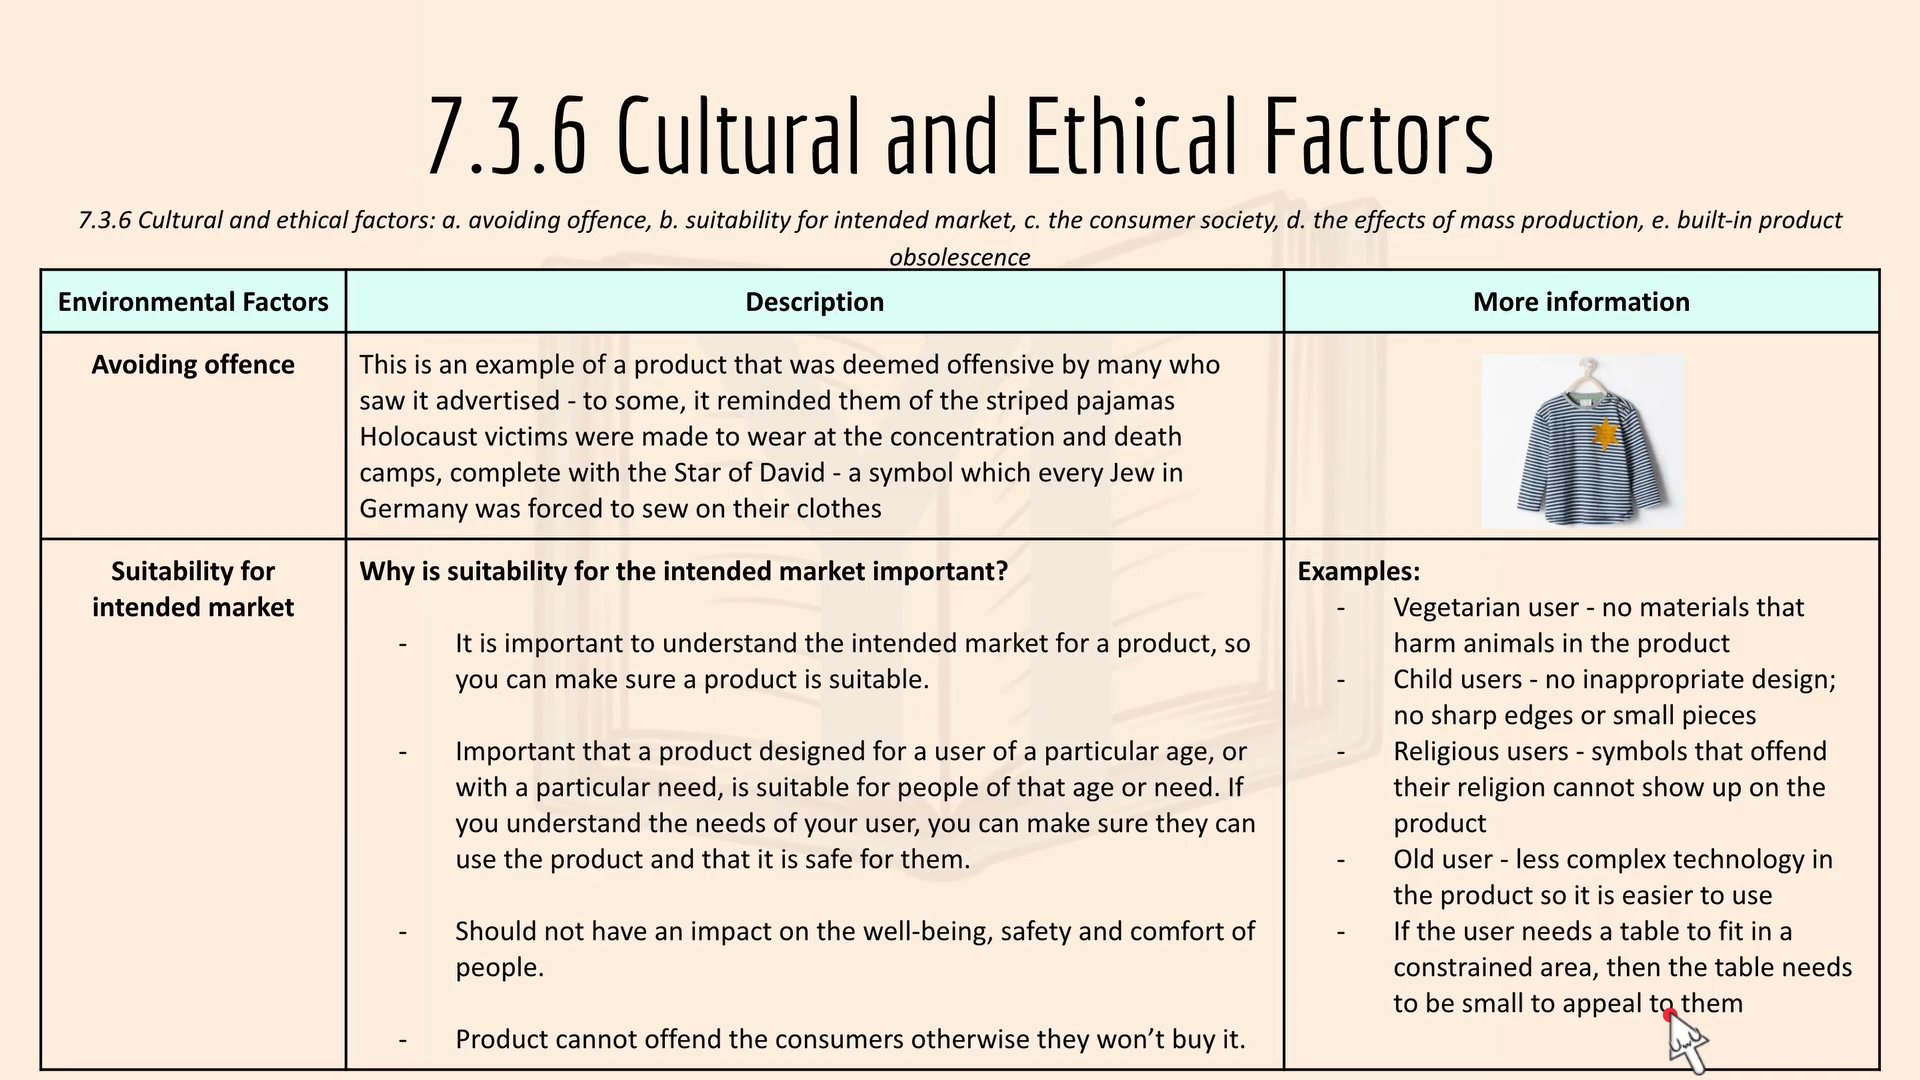 7.3.6 Cultural and Ethical Factors
7.3.6 Cultural and ethical factors: a. avoiding offence, b. suitability for intended market, c. the consumer society, d. the effects of mass production, e. built-in product
obsolescence
Environmental Factors
Description
More information
Avoiding offence
This is an example of a product that was deemed offensive by many who
saw it advertised - to some, it reminded them of the striped pajamas
Holocaust victims were made to wear at the concentration and death
camps, complete with the Star of David - a symbol which every Jew in
Germany was forced to sew on their clothes
Suitability for
intended market
Why is suitability for the intended market important?
- It is important to understand the intended market for a product, so
you can make sure a product is suitable.
- Important that a product designed for a user of a particular age, or
with a particular need, is suitable for people of that age or need. If
you understand the needs of your user, you can make sure they can
use the product and that it is safe for them.
- Should not have an impact on the well-being, safety and comfort of
people.
- Product cannot offend the consumers otherwise they won't buy it.
Examples:
- Vegetarian user - no materials that
harm animals in the product
- Child users - no inappropriate design;
no sharp edges or small pieces
- Religious users - symbols that offend
their religion cannot show up on the
product
- Old user - less complex technology in
the product so it is easier to use
- If the user needs a table to fit in a
constrained area, then the table needs
to be small to appeal to them